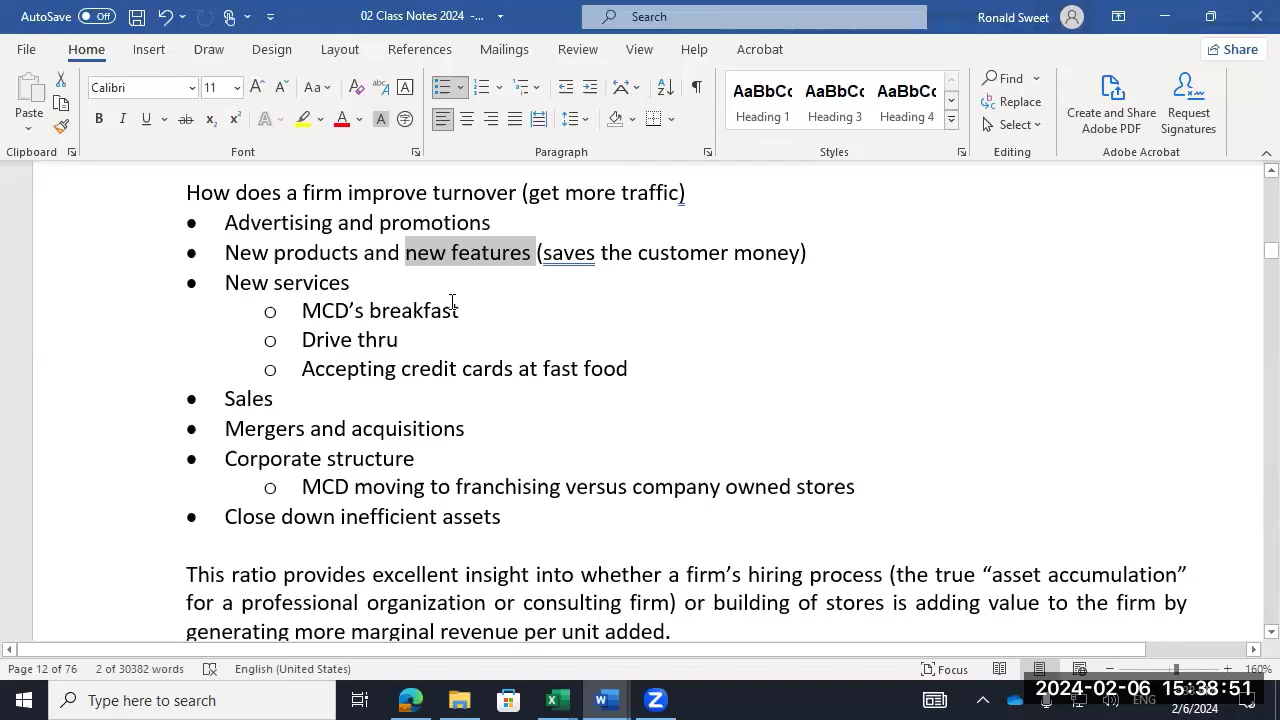 AutoSave Off 02 Class Notes 2024 -... Search Ronald Sweet
File Home Insert Draw Design Layout References Mailings Review View Help Acrobat Share
Paste Calibri 11 Aa AaBbCc AaBbCc AaBbCc Find
Heading 1 Heading 3 Heading 4 Replace Create and Share Adobe PDF Request Signatures
Select
Clipboard Font Paragraph Styles Editing Adobe Acrobat
How does a firm improve turnover (get more traffic)
• Advertising and promotions
• New products and new features (saves the customer money)
• New services
o MCD’s breakfast
o Drive thru
o Accepting credit cards at fast food
• Sales
• Mergers and acquisitions
• Corporate structure
o MCD moving to franchising versus company owned stores
• Close down inefficient assets
This ratio provides excellent insight into whether a firm’s hiring process (the true “asset accumulation”
for a professional organization or consulting firm) or building of stores is adding value to the firm by
generating more marginal revenue per unit added.
Page 12 of 76 2 of 30382 words English (United States) Focus 160%
Type here to search ENG 2024-02-06 15:38:51
2/6/2024